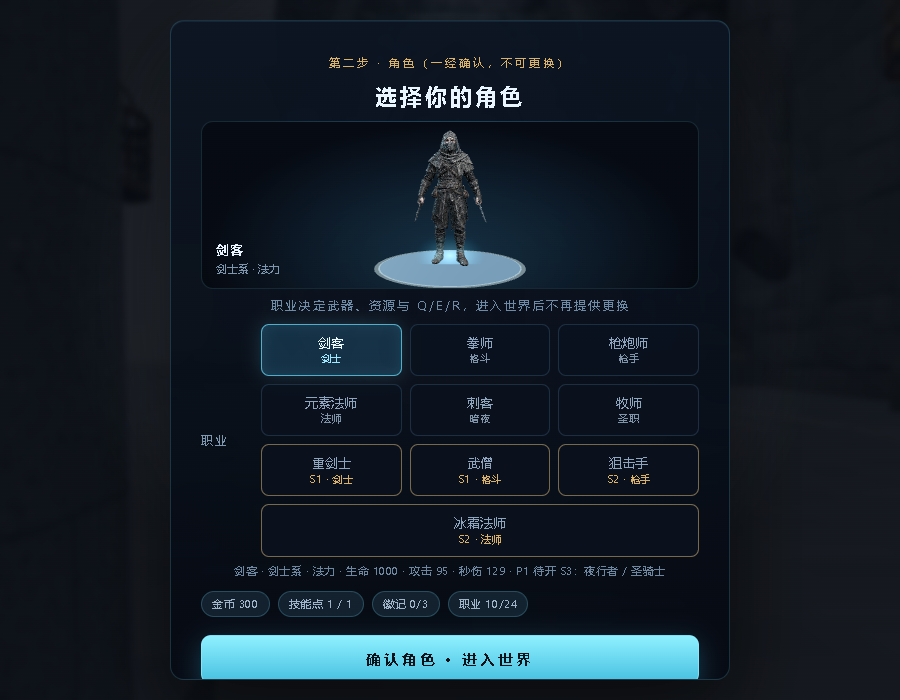 第二步 · 角色 (一经确认, 不可更换)
选择你的角色
剑客
剑士系 · 法力
职业决定武器、资源与 Q/E/R, 进入世界后不再提供更换
职业
剑客
剑士
拳师
格斗
枪炮师
枪手
元素法师
法师
刺客
暗夜
牧师
圣职
重剑士
S1 · 剑士
武僧
S1 · 格斗
狙击手
S2 · 枪手
冰霜法师
S2 · 法师
剑客 · 剑士系 · 法力 · 生命 1000 · 攻击 95 · 秒伤 129 · P1 待开 S3: 夜行者 / 圣骑士
金币 300
技能点 1 / 1
徽记 0/3
职业 10/24
确认角色 · 进入世界